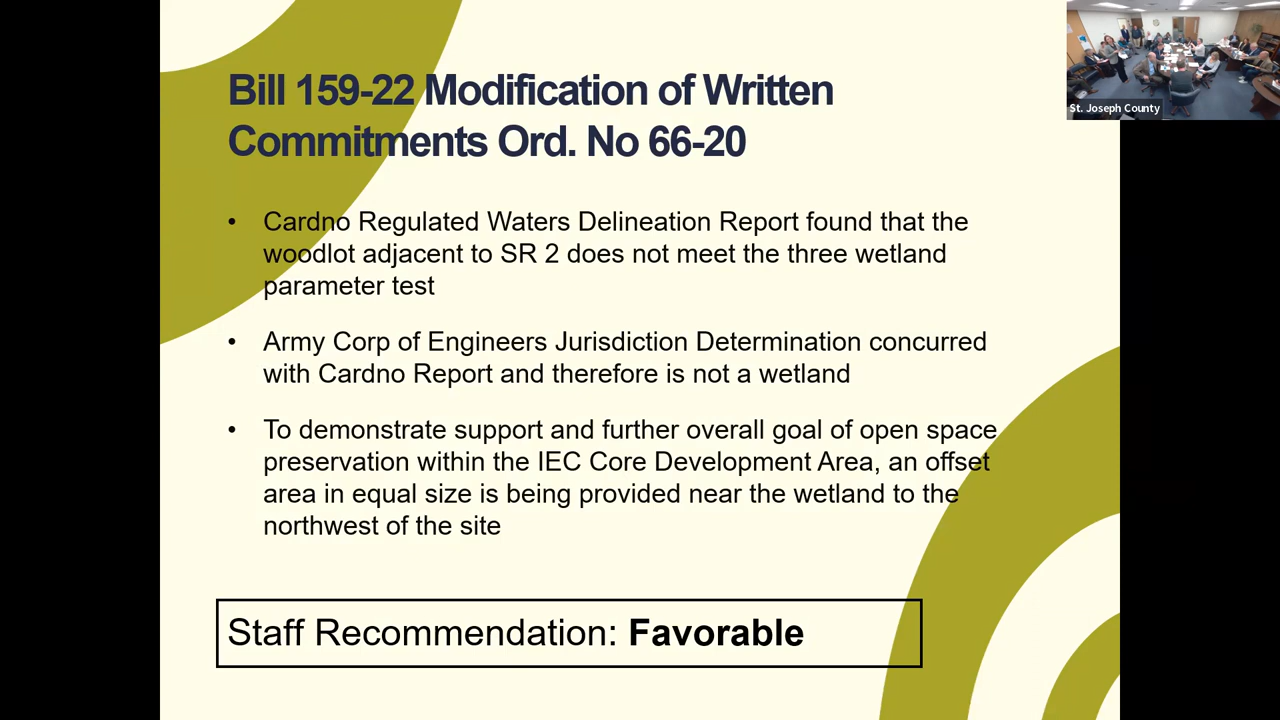 Bill 159-22 Modification of Written
Commitments Ord. No 66-20
St. Joseph County
• Cardno Regulated Waters Delineation Report found that the
woodlot adjacent to SR 2 does not meet the three wetland
parameter test
• Army Corp of Engineers Jurisdiction Determination concurred
with Cardno Report and therefore is not a wetland
• To demonstrate support and further overall goal of open space
preservation within the IEC Core Development Area, an offset
area in equal size is being provided near the wetland to the
northwest of the site
Staff Recommendation: Favorable